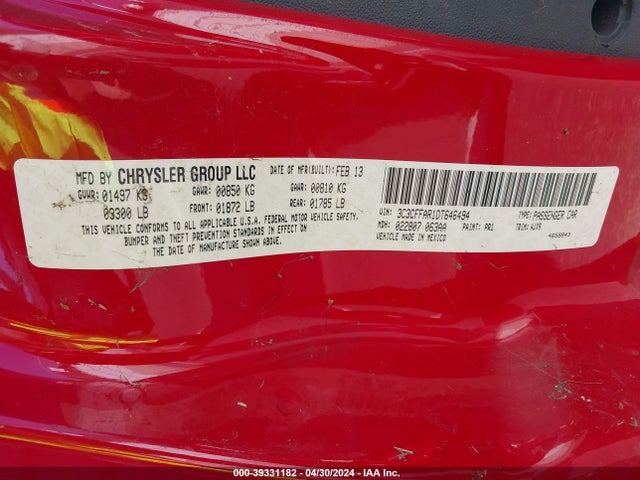 MFD BY CHRYSLER GROUP LLC DATE OF MFR(BUILT): FEB 13
GVWR: 01497 KG GAWR: 00850 KG GAWR: 00810 KG
03300 LB FRONT: 01872 LB REAR: 01785 LB
THIS VEHICLE CONFORMS TO ALL APPLICABLE U.S.A. FEDERAL MOTOR VEHICLE SAFETY,
BUMPER AND THEFT PREVENTION STANDARDS IN EFFECT ON
THE DATE OF MANUFACTURE SHOWN ABOVE.
VIN: 3C3CFFAR1DT646494 TYPE: PASSENGER CAR
MDH: 022807 063AA PAINT: PR1 TRIM: AJX9
VEHICLE MADE IN MEXICO
000-39331182 - 04/30/2024 - IAA Inc.